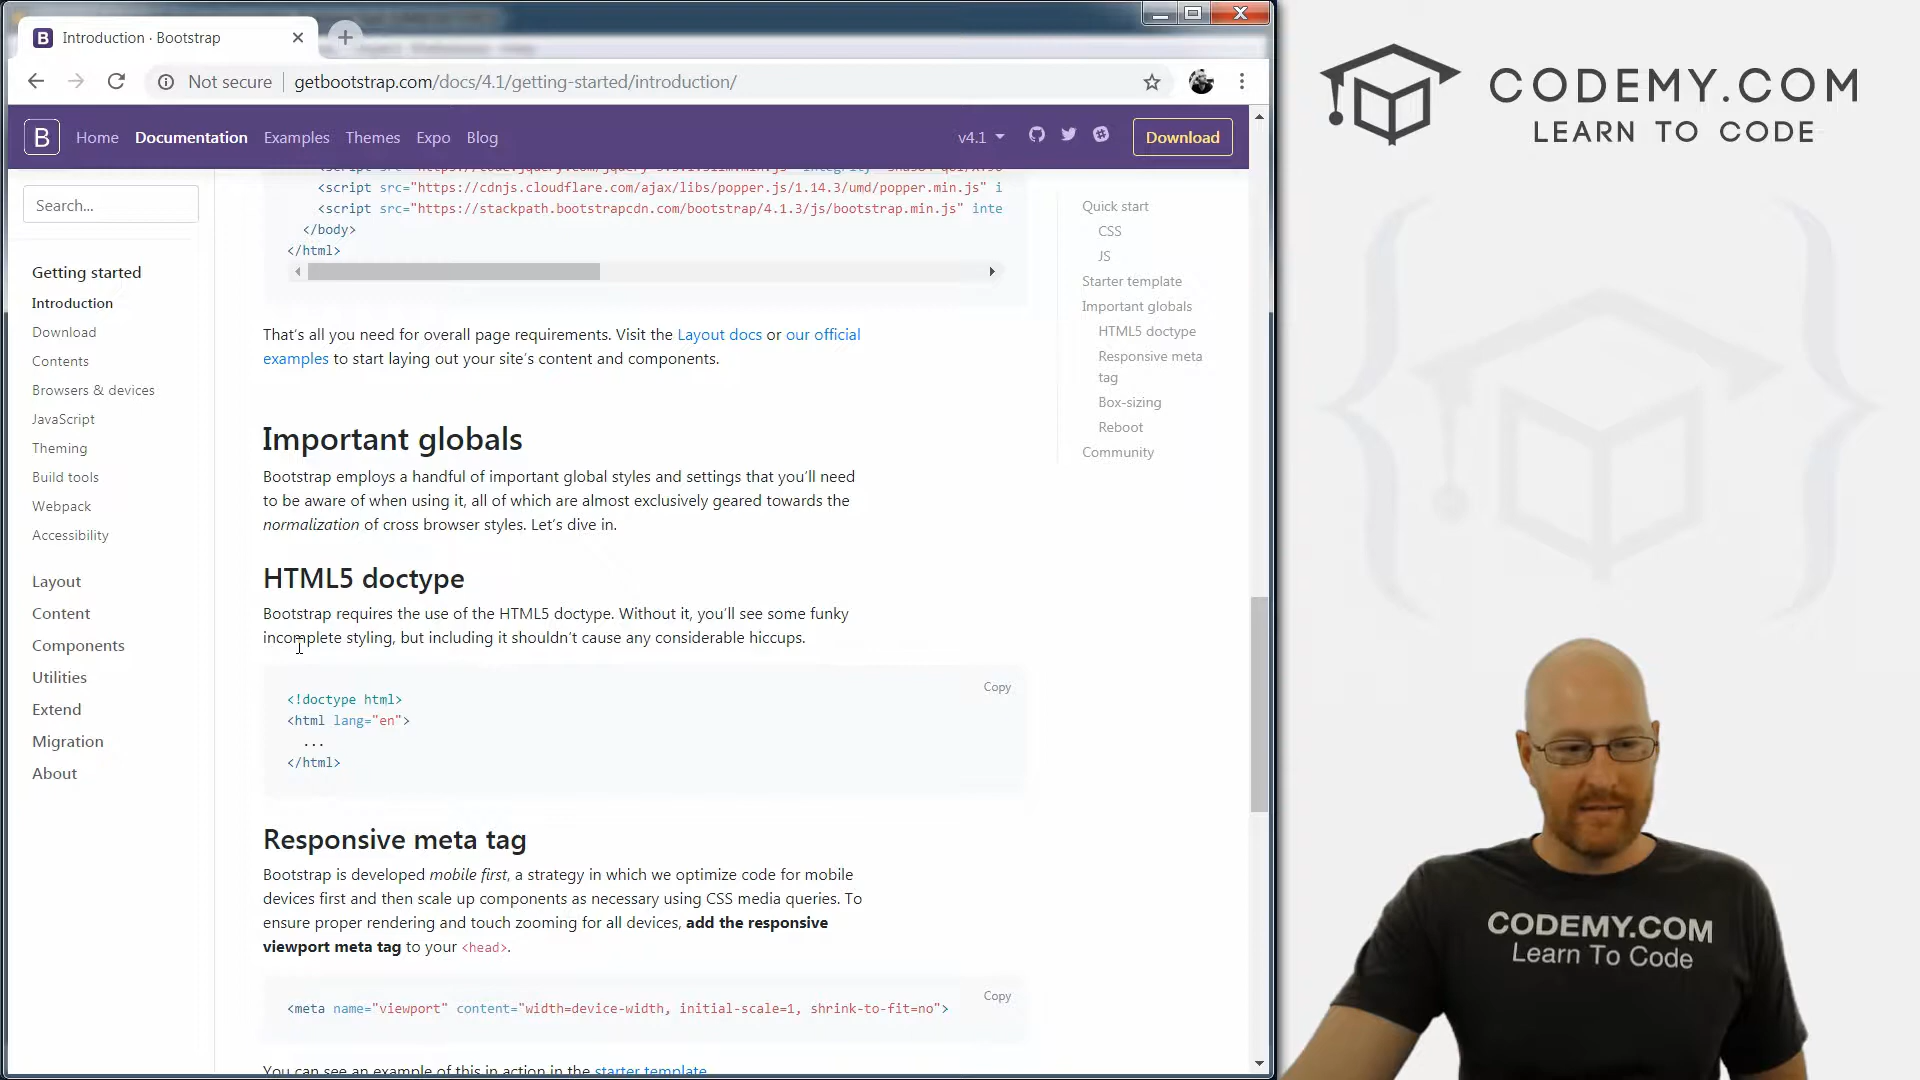 Introduction · Bootstrap
Not secure
getbootstrap.com/docs/4.1/getting-started/introduction/
CODEMY.COM
LEARN TO CODE
B
Home
Documentation
Examples
Themes
Expo
Blog
v4.1
Download
Search...
Getting started
Introduction
Download
Contents
Browsers & devices
JavaScript
Theming
Build tools
Webpack
Accessibility
Layout
Content
Components
Utilities
Extend
Migration
About
<script src="https://cdnjs.cloudflare.com/ajax/libs/popper.js/1.14.3/umd/popper.min.js" i
<script src="https://stackpath.bootstrapcdn.com/bootstrap/4.1.3/js/bootstrap.min.js" inte
</body>
</html>
That's all you need for overall page requirements. Visit the Layout docs or our official
examples to start laying out your site's content and components.
Important globals
Bootstrap employs a handful of important global styles and settings that you'll need
to be aware of when using it, all of which are almost exclusively geared towards the
normalization of cross browser styles. Let's dive in.
HTML5 doctype
Bootstrap requires the use of the HTML5 doctype. Without it, you'll see some funky
incomplete styling, but including it shouldn't cause any considerable hiccups.
Copy
<!doctype html>
<html lang="en">
...
</html>
Responsive meta tag
Bootstrap is developed mobile first, a strategy in which we optimize code for mobile
devices first and then scale up components as necessary using CSS media queries. To
ensure proper rendering and touch zooming for all devices, add the responsive
viewport meta tag to your <head>.
Copy
<meta name="viewport" content="width=device-width, initial-scale=1, shrink-to-fit=no">
You can see an example of this in action in the starter template
Quick start
CSS
JS
Starter template
Important globals
HTML5 doctype
Responsive meta
tag
Box-sizing
Reboot
Community
CODEMY.COM
Learn To Code